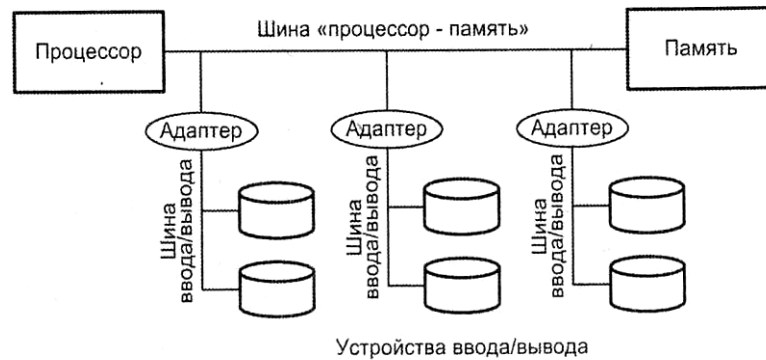 Шина «процессор - память»
Процессор
Память
Адаптер
Адаптер
Адаптер
Шина
ввода/вывода
Шина
ввода/вывода
Шина
ввода/вывода
Устройства ввода/вывода